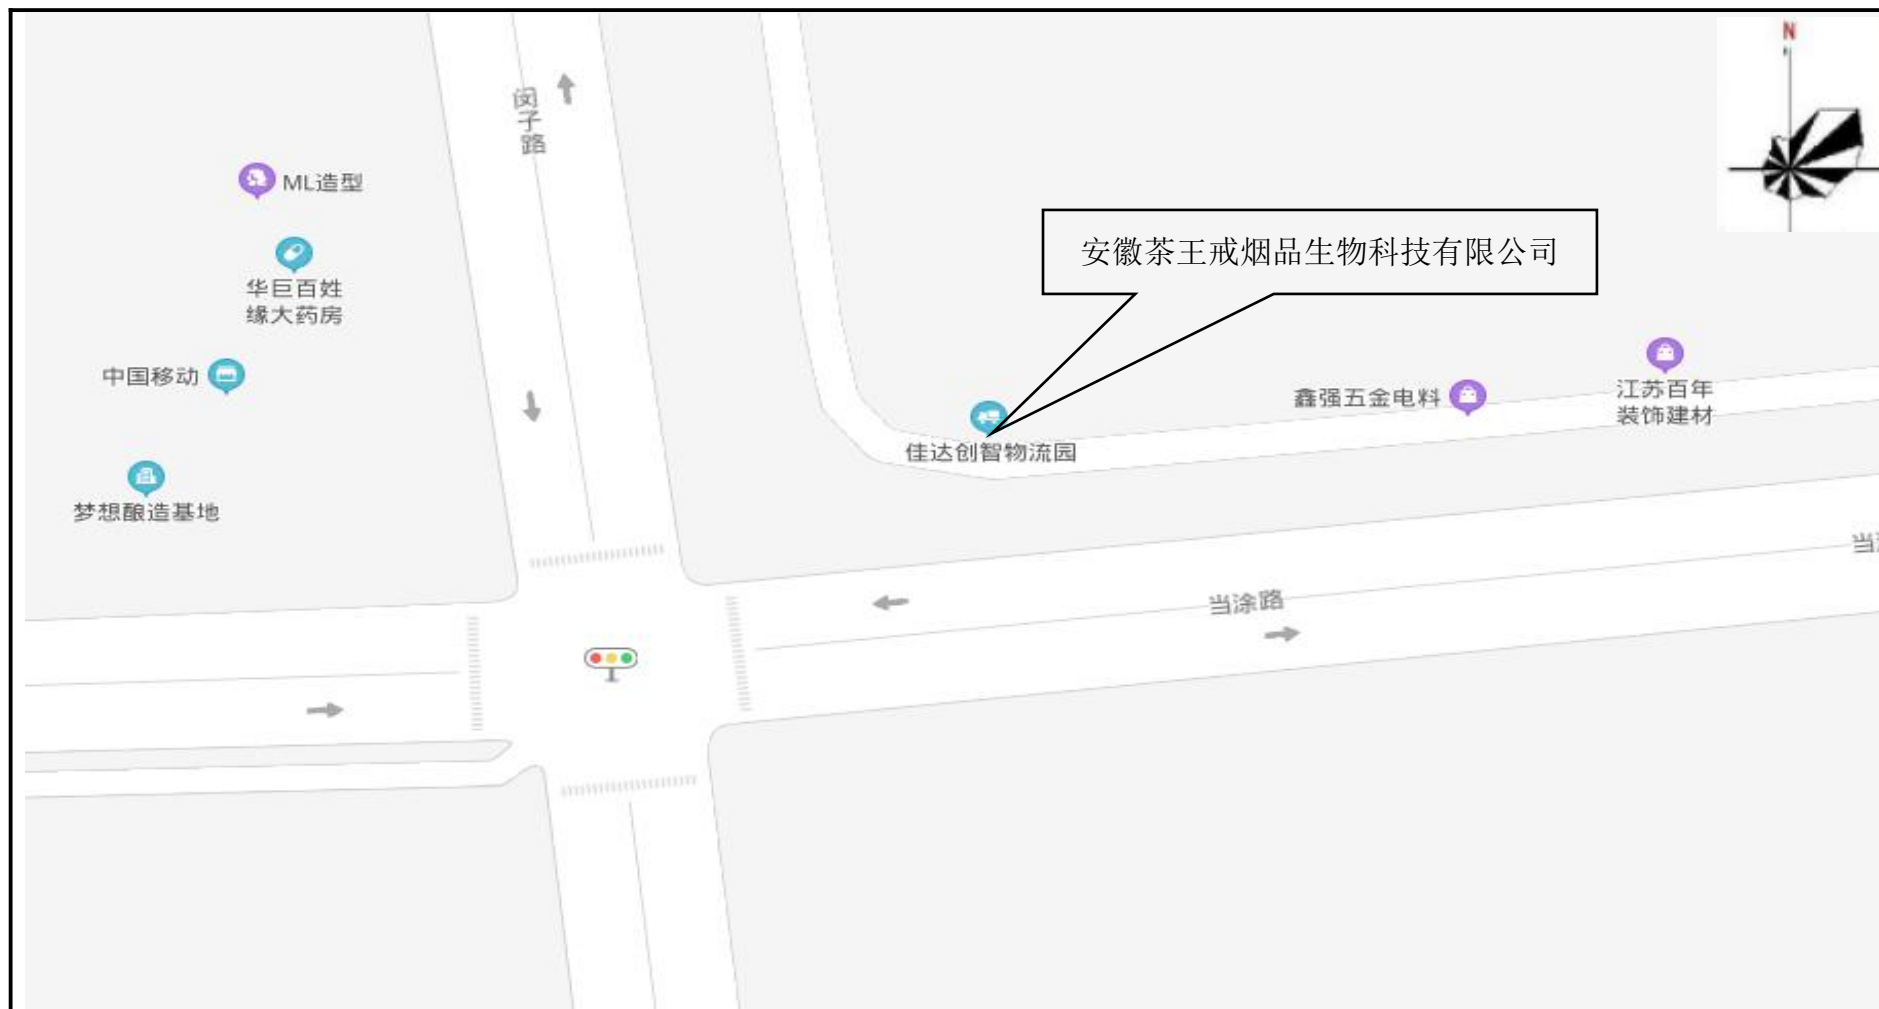 N
闵
子
路
ML造型
安徽茶王戒烟品生物科技有限公司
华巨百姓
缘大药房
中国移动
鑫强五金电料
江苏百年
装饰建材
佳达创智物流园
梦想酿造基地
当
当涂路